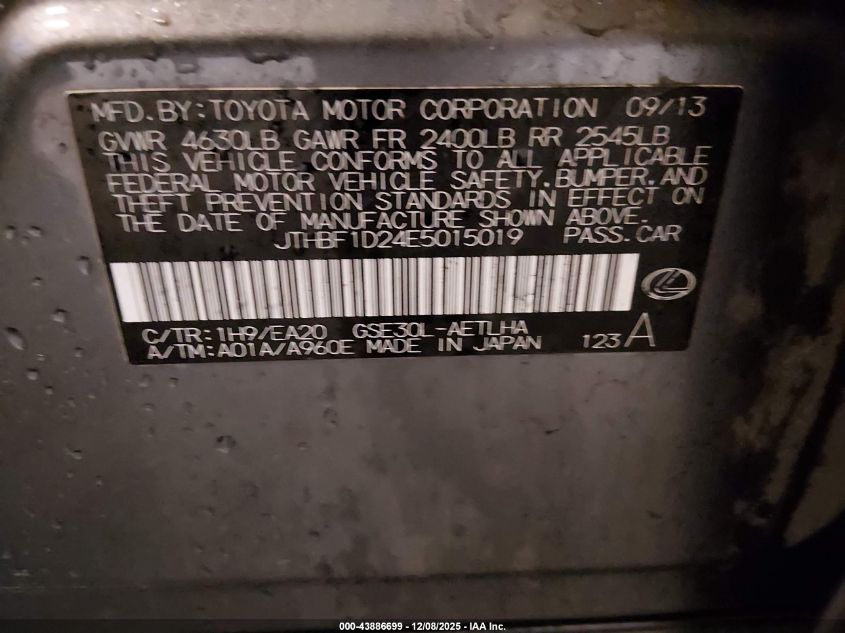 MFD.BY:TOYOTA MOTOR CORPORATION 09/13
GVWR 4630LB GAWR FR 2400LB RR 2545LB
THIS VEHICLE CONFORMS TO ALL APPLICABLE
FEDERAL MOTOR VEHICLE SAFETY,BUMPER,AND
THEFT PREVENTION STANDARDS IN EFFECT ON
THE DATE OF MANUFACTURE SHOWN ABOVE.
JTHBF1D24E5015019 PASS.CAR
C/TR:1H9/EA20 GSE30L-AETLHA
A/TM:A01A/A960E MADE IN JAPAN 123A
000-43886699 - 12/08/2025 - IAA Inc.